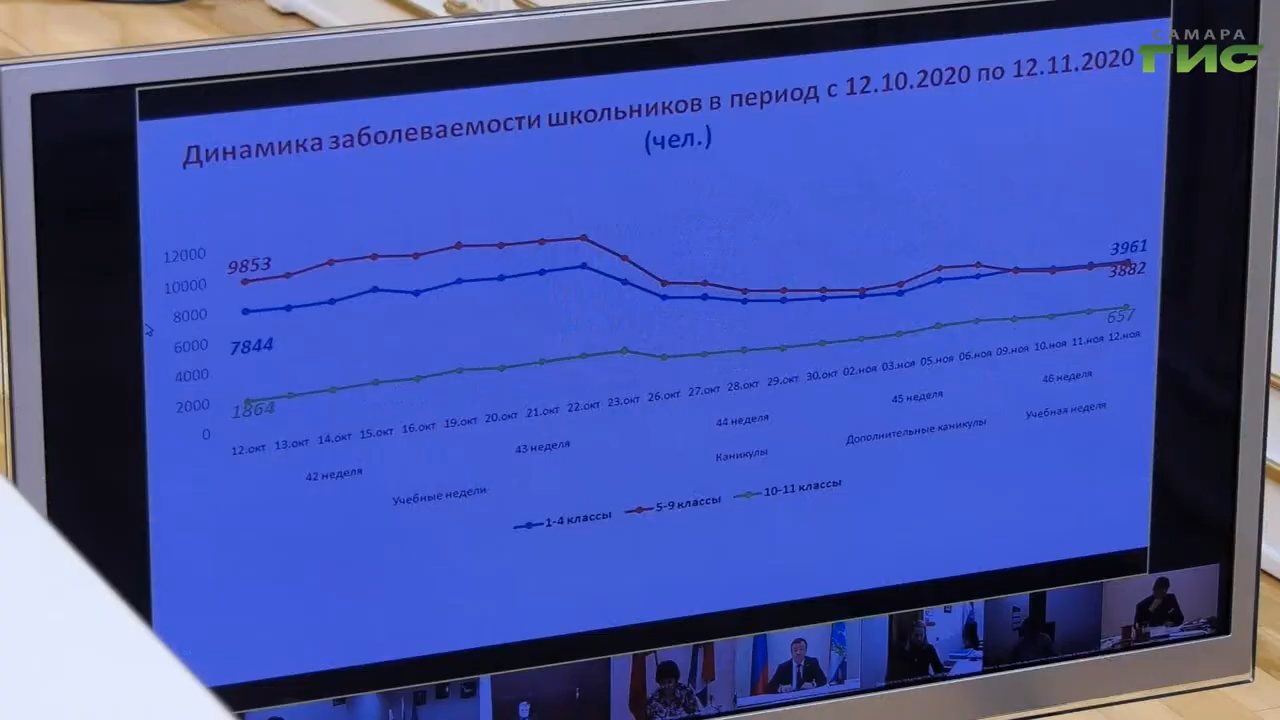 САМАРА
ГИС
Динамика заболеваемости школьников в период с 12.10.2020 по 12.11.2020
(чел.)
12000
10000
8000
6000
4000
2000
0
9853
7844
1864
3961
3882
657
12.окт 13.окт 14.окт 15.окт 16.окт 19.окт 20.окт 21.окт 22.окт 23.окт 26.окт 27.окт 28.окт 29.окт 30.окт 02.ноя 03.ноя 05.ноя 06.ноя 09.ноя 10.ноя 11.ноя 12.ноя
42 неделя 43 неделя 44 неделя 45 неделя 46 неделя
Учебные недели Каникулы Дополнительные каникулы Учебная неделя
1-4 классы 5-9 классы 10-11 классы